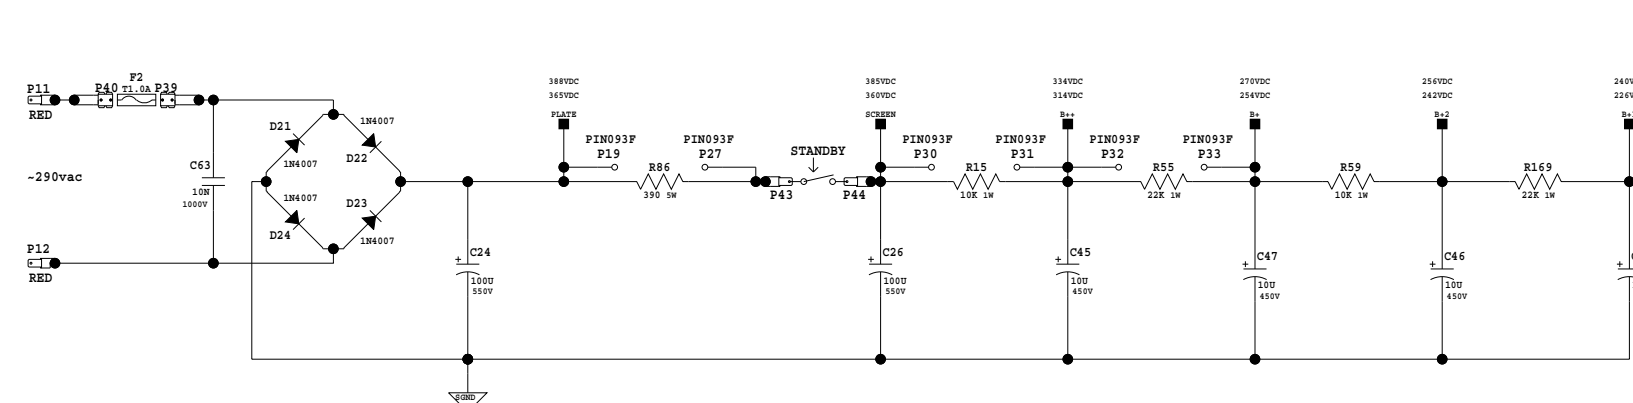 F2
P11
P40 T1.0A P39
RED
D21
1N4007
1N4007
D22
C63
10N
1000V
~290vac
1N4007
D23
D24
1N4007
P12
RED
C24
+
100U
550V
SGND
388VDC
365VDC
PLATE
PIN093F
P19
R86
390 5W
PIN093F
P27
STANDBY
P43
P44
385VDC
360VDC
SCREEN
PIN093F
P30
C26
+
100U
550V
R15
10K 1W
PIN093F
P31
334VDC
314VDC
B++
PIN093F
P32
C45
+
10U
450V
R55
22K 1W
PIN093F
P33
270VDC
254VDC
B+
C47
+
10U
450V
R59
10K 1W
256VDC
242VDC
B+2
C46
+
10U
450V
R169
22K 1W
+